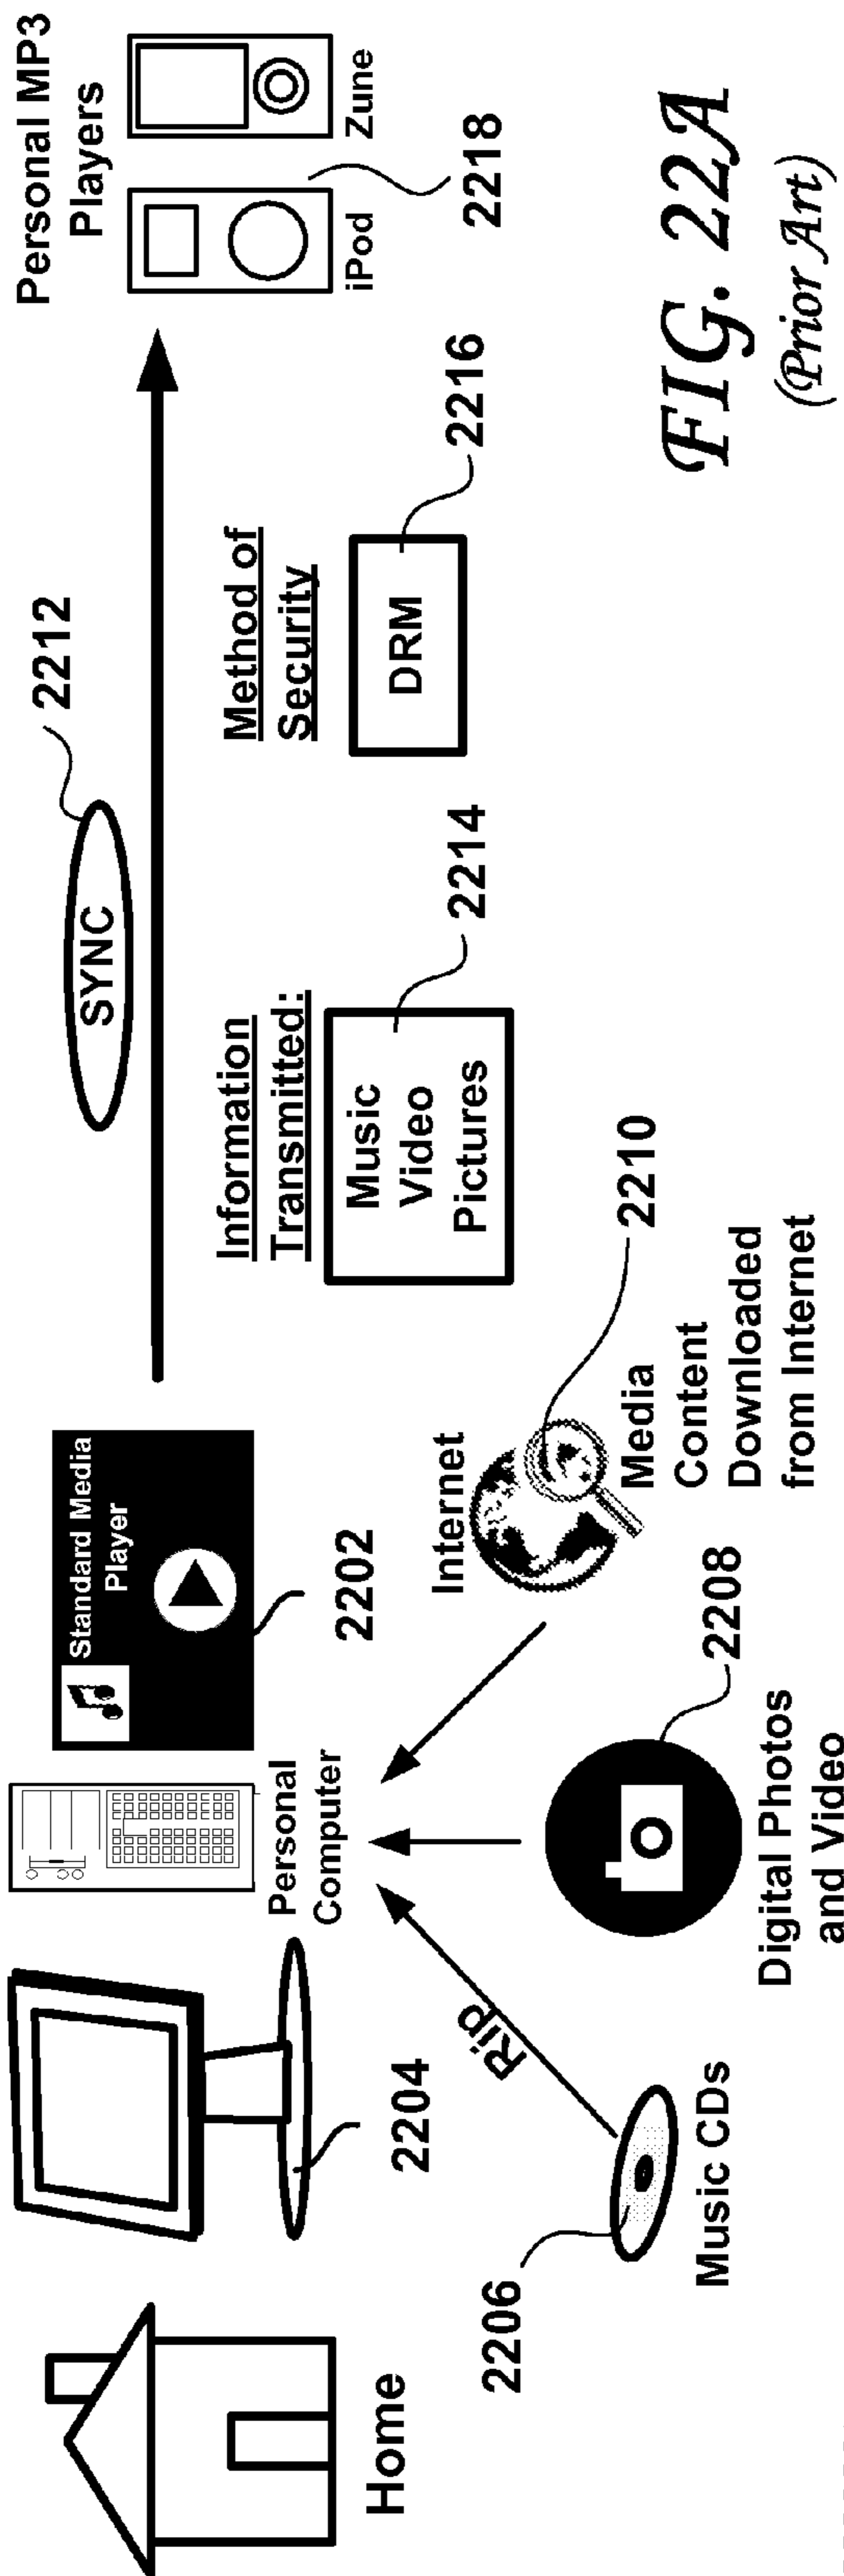 Home
2204
Personal
Computer
Standard Media
Player
2202
SYNC
2212
Personal MP3
Players
iPod
Zune
2218
Information
Transmitted:
Music
Video
Pictures
2214
Method of
Security
DRM
2216
2206
Music CDs
Rip
2208
Digital Photos
and Video
Internet
2210
Media
Content
Downloaded
from Internet
FIG. 22A
(Prior Art)